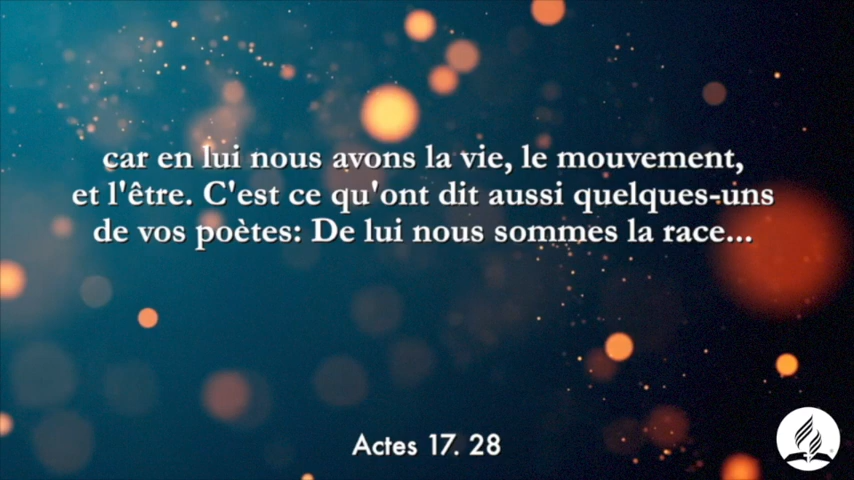 car en lui nous avons la vie, le mouvement,
et l'être. C'est ce qu'ont dit aussi quelques-uns
de vos poètes: De lui nous sommes la race...
Actes 17. 28